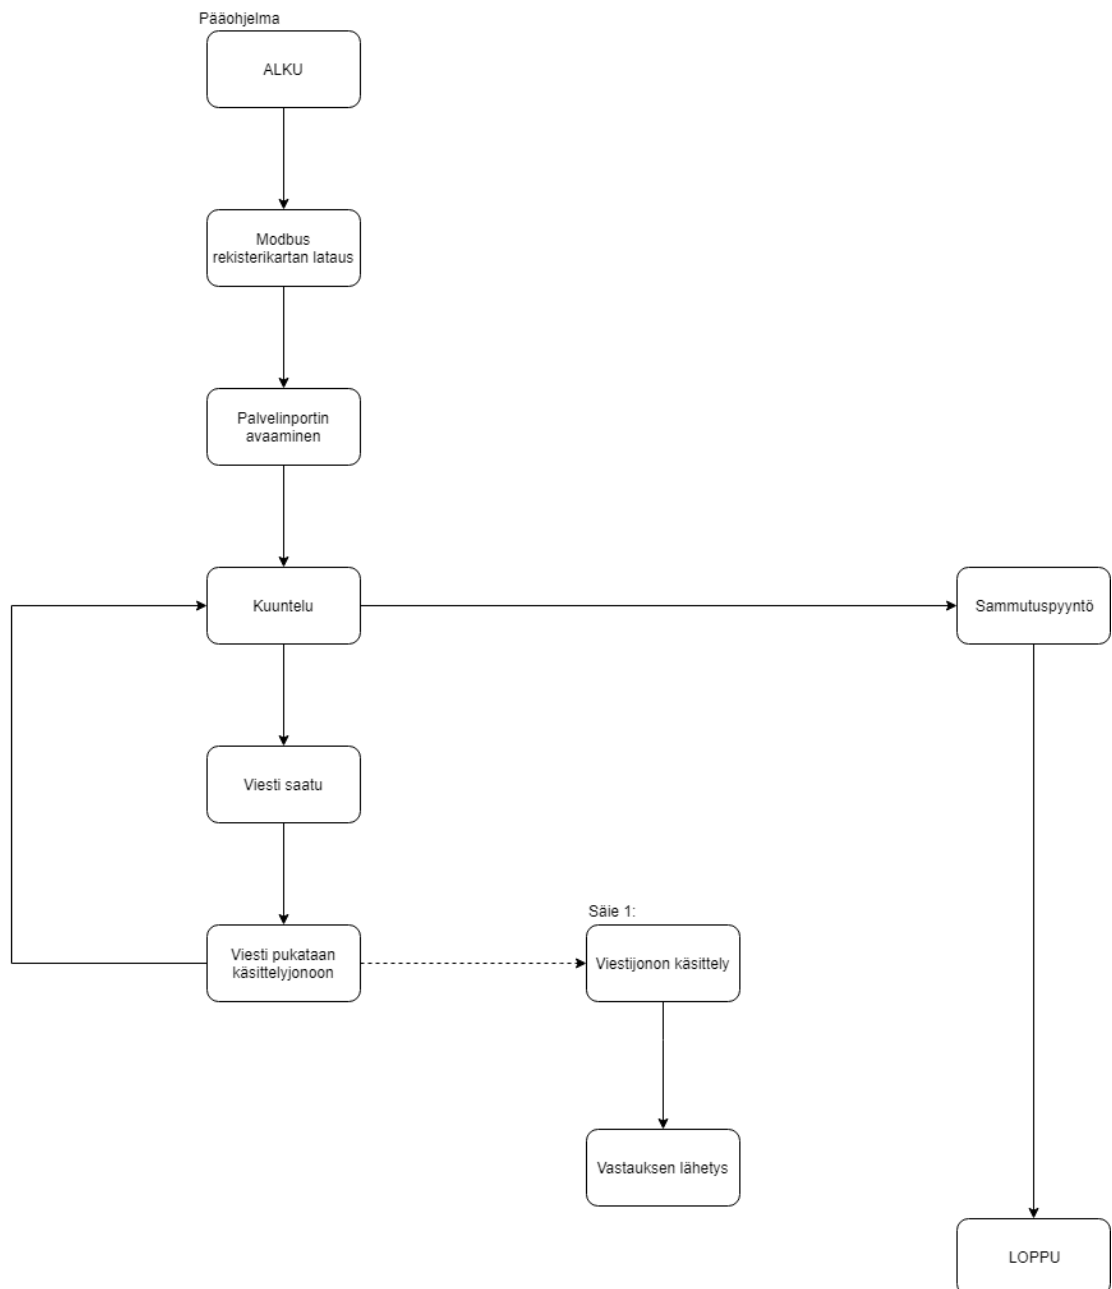 Pääohjelma
ALKU
Modbus
rekisterikartan lataus
Palvelinportin
avaaminen
Kuuntelu
Sammutuspyyntö
Viesti saatu
Viesti pukataan
käsittelyjonoon
Säie 1:
Viestijonon käsittely
Vastauksen lähetys
LOPPU